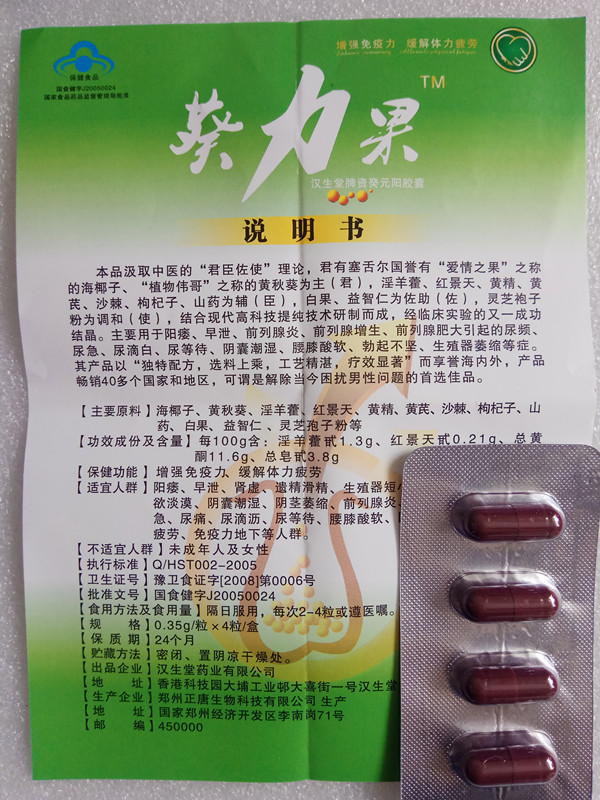 增强免疫力 缓解体力疲劳
保健食品
国食健字J20050024
国家食品药品监督管理局批准
TM
葵力果
汉生堂牌资葵元阳胶囊
说明书
本品汲取中医的“君臣佐使”理论，君有塞舌尔国誉有“爱情之果”之称
的海椰子、“植物伟哥”之称的黄秋葵为主（君），淫羊藿、红景天、黄精、黄
芪、沙棘、枸杞子、山药为辅（臣），白果、益智仁为佐助（佐），灵芝袍子
粉为调和（使），结合现代高科技提纯技术研制而成，经临床实验的又一成功
结晶。主要用于阳痿、早泄、前列腺炎、前列腺增生、前列腺肥大引起的尿频、
尿急、尿滴白、尿等待、阴囊潮湿、腰膝酸软、勃起不坚、生殖器萎缩等症。
其产品以“独特配方，选料上乘，工艺精湛，疗效显著”而享誉海内外，产品
畅销40多个国家和地区，可谓是解除当今困扰男性问题的首选佳品。
【主要原料】海椰子、黄秋葵、淫羊藿、红景天、黄精、黄芪、沙棘、枸杞子、山
药、白果、益智仁、灵芝孢子粉等
【功效成份及含量】每100g含：淫羊藿甙1.3g、红景天甙0.21g、总黄
酮11.6g、总皂甙3.8g
【保健功能】增强免疫力、缓解体力疲劳
【适宜人群】阳痿、早泄、肾虚、遗精滑精、生殖器短小
欲淡漠、阴囊潮湿、阴茎萎缩、前列腺炎、
急、尿痛、尿滴沥、尿等待、腰膝酸软、
疲劳、免疫力地下等人群。
【不适宜人群】未成年人及女性
【执行标准】Q/HST002-2005
【卫生证号】豫卫食证字[2008]第0006号
【批准文号】国食健字J20050024
【食用方法及食用量】隔日服用，每次2-4粒或遵医嘱。
【规 格】0.35g/粒×4粒/盒
【保 质 期】24个月
【贮藏方法】密闭、置阴凉干燥处。
【出品企业】汉生堂药业有限公司
【地 址】香港科技园大埔工业邨大喜街一号汉生堂
【生产企业】郑州正唐生物科技有限公司 生产
【地 址】国家郑州经济开发区李南岗71号
【邮 编】450000